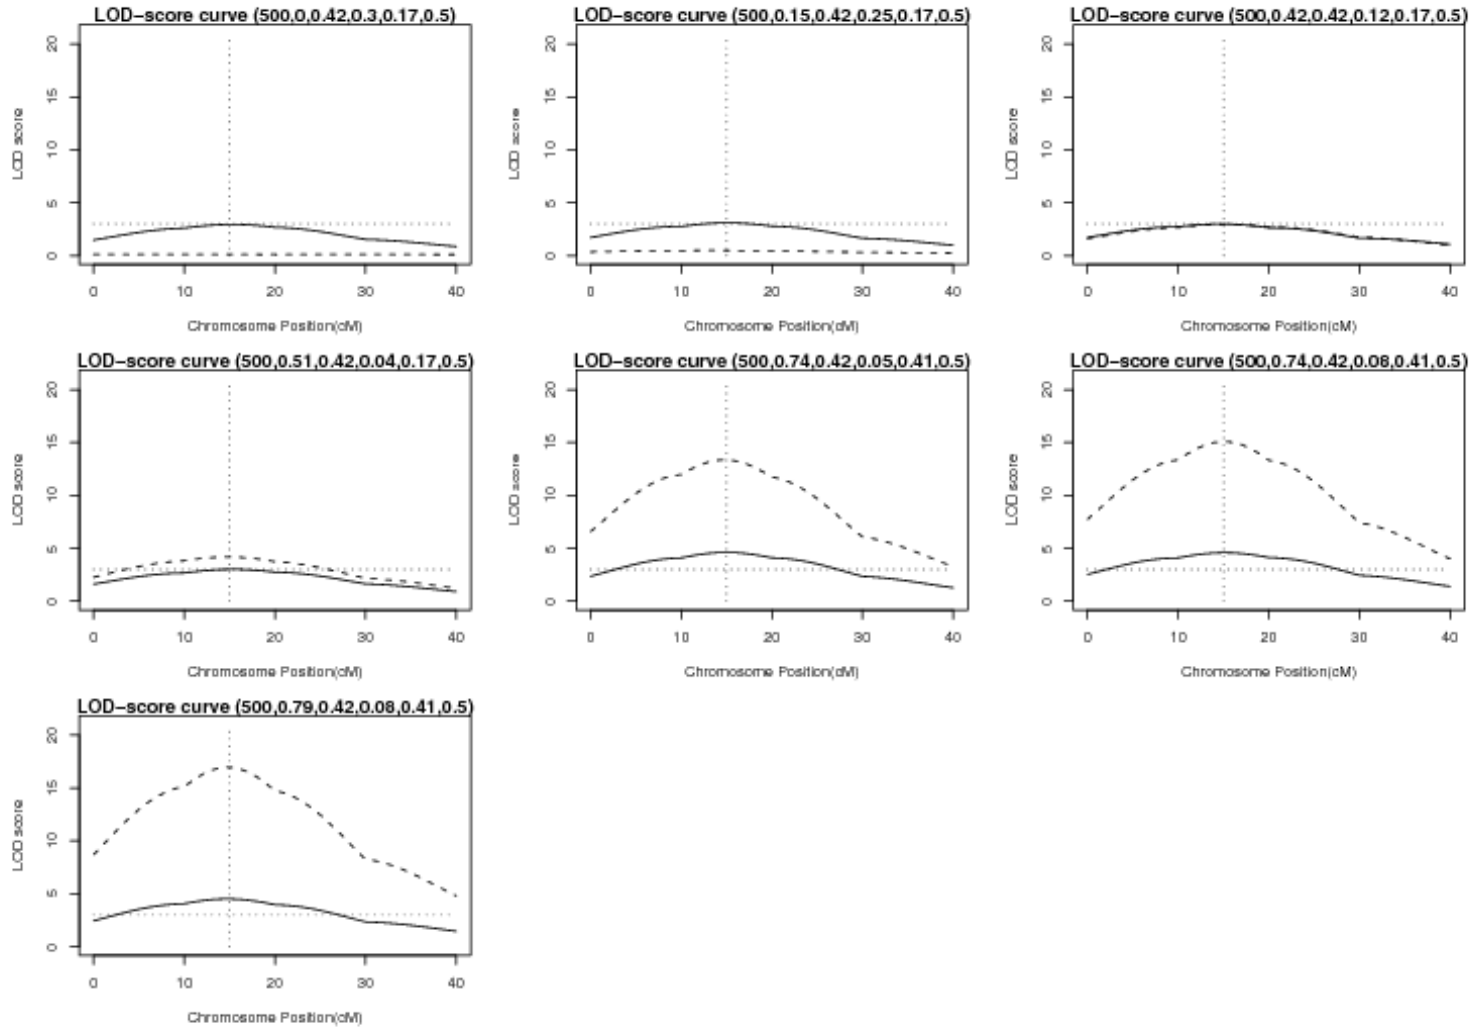 LOD-score curve (500,0,0.42,0.3,0.17,0.5)
LOD score
20
15
10
5
0
0 10 20 30 40
Chromosome Position(cM)
LOD-score curve (500,0.15,0.42,0.25,0.17,0.5)
LOD score
20
15
10
5
0
0 10 20 30 40
Chromosome Position(cM)
LOD-score curve (500,0.42,0.42,0.12,0.17,0.5)
LOD score
20
15
10
5
0
0 10 20 30 40
Chromosome Position(cM)
LOD-score curve (500,0.51,0.42,0.04,0.17,0.5)
LOD score
20
15
10
5
0
0 10 20 30 40
Chromosome Position(cM)
LOD-score curve (500,0.74,0.42,0.05,0.41,0.5)
LOD score
20
15
10
5
0
0 10 20 30 40
Chromosome Position(cM)
LOD-score curve (500,0.74,0.42,0.08,0.41,0.5)
LOD score
20
15
10
5
0
0 10 20 30 40
Chromosome Position(cM)
LOD-score curve (500,0.79,0.42,0.08,0.41,0.5)
LOD score
20
15
10
5
0
0 10 20 30 40
Chromosome Position(cM)